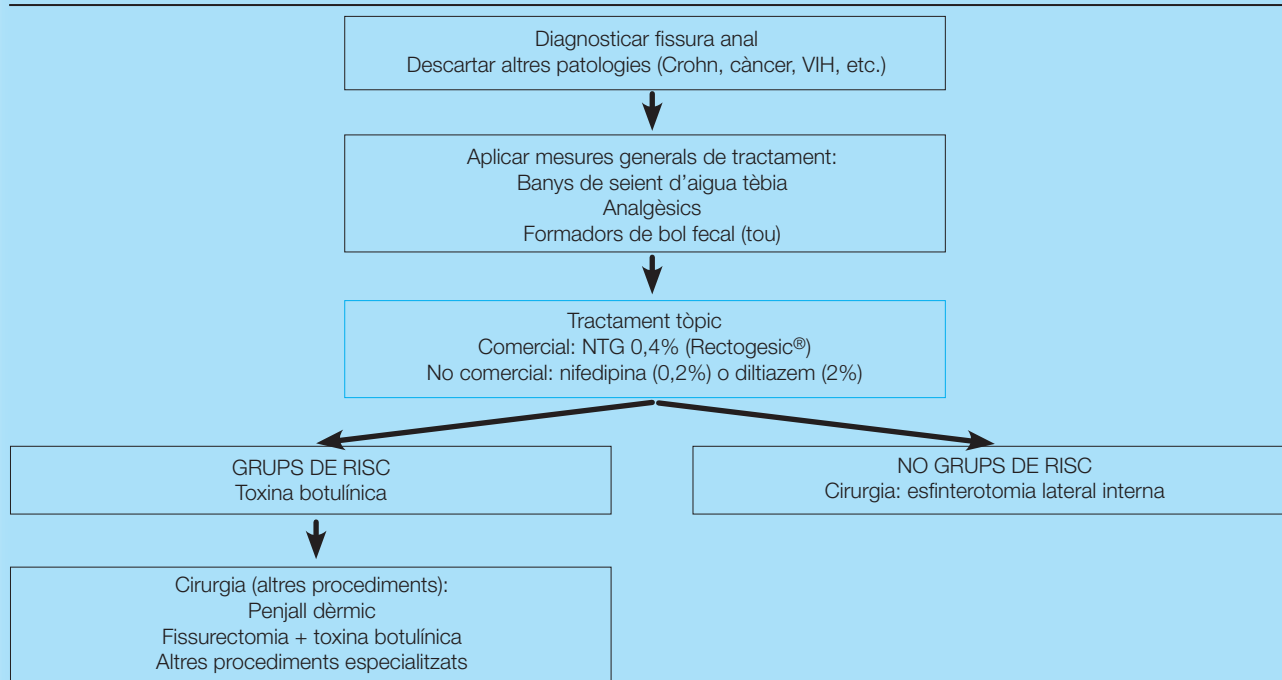 Diagnosticar fissura anal
Descartar altres patologies (Crohn, càncer, VIH, etc.)
Aplicar mesures generals de tractament:
Banys de seient d'aigua tèbia
Analgèsics
Formadors de bol fecal (tou)
Tractament tòpic
Comercial: NTG 0,4% (Rectogesic®)
No comercial: nifedipina (0,2%) o diltiazem (2%)
GRUPS DE RISC
Toxina botulínica
NO GRUPS DE RISC
Cirurgia: esfinterotomia lateral interna
Cirurgia (altres procediments):
Penjall dèrmic
Fissurectomia + toxina botulínica
Altres procediments especialitzats